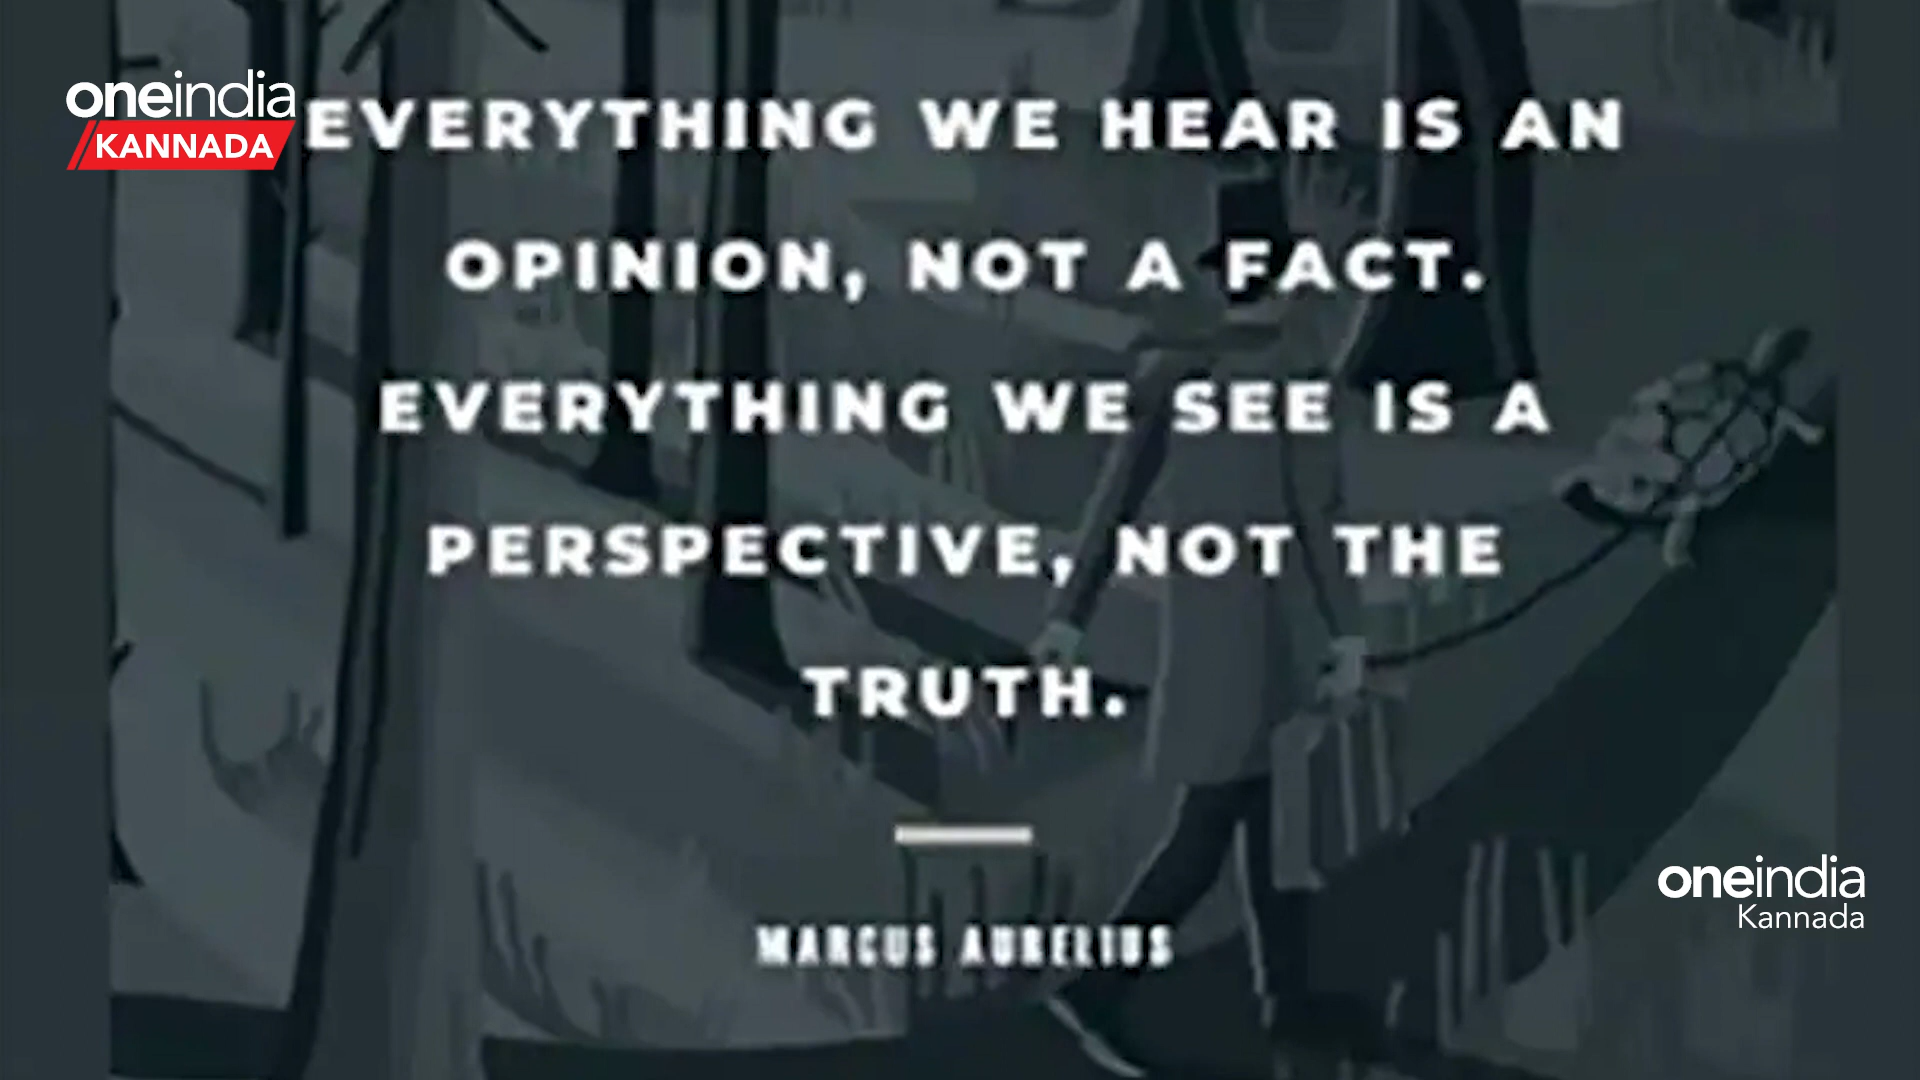 oneindia
KANNADA
EVERYTHING WE HEAR IS AN
OPINION, NOT A FACT.
EVERYTHING WE SEE IS A
PERSPECTIVE, NOT THE
TRUTH.
MARCUS AURELIUS
oneindia
Kannada